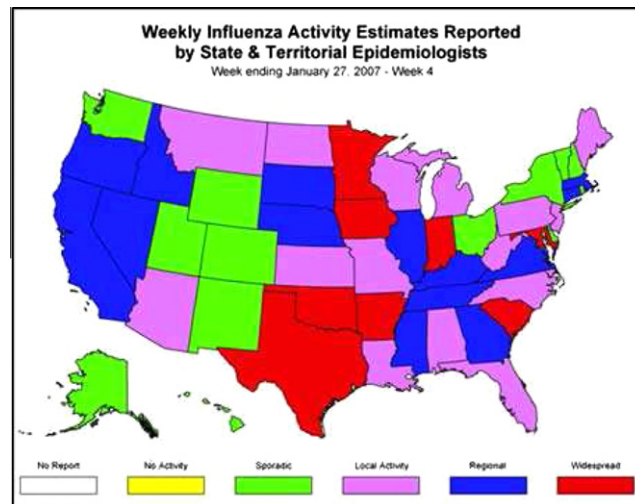 Weekly Influenza Activity Estimates Reported
by State & Territorial Epidemiologists
Week ending January 27, 2007 - Week 4
No Report
No Activity
Sporadic
Local Activity
Regional
Widespread